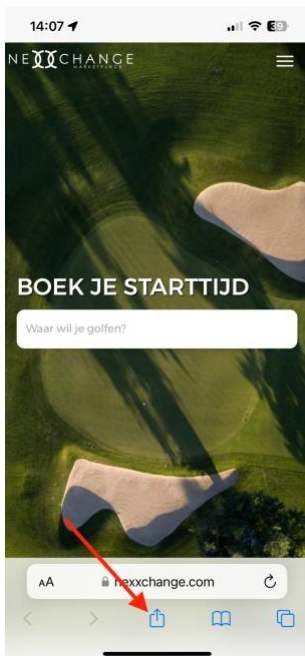 14:07
39
NEXXCHANGE
MARKETPLACE
BOEK JE STARTTIJD
Waar wil je golfen?
AA
nexxchange.com